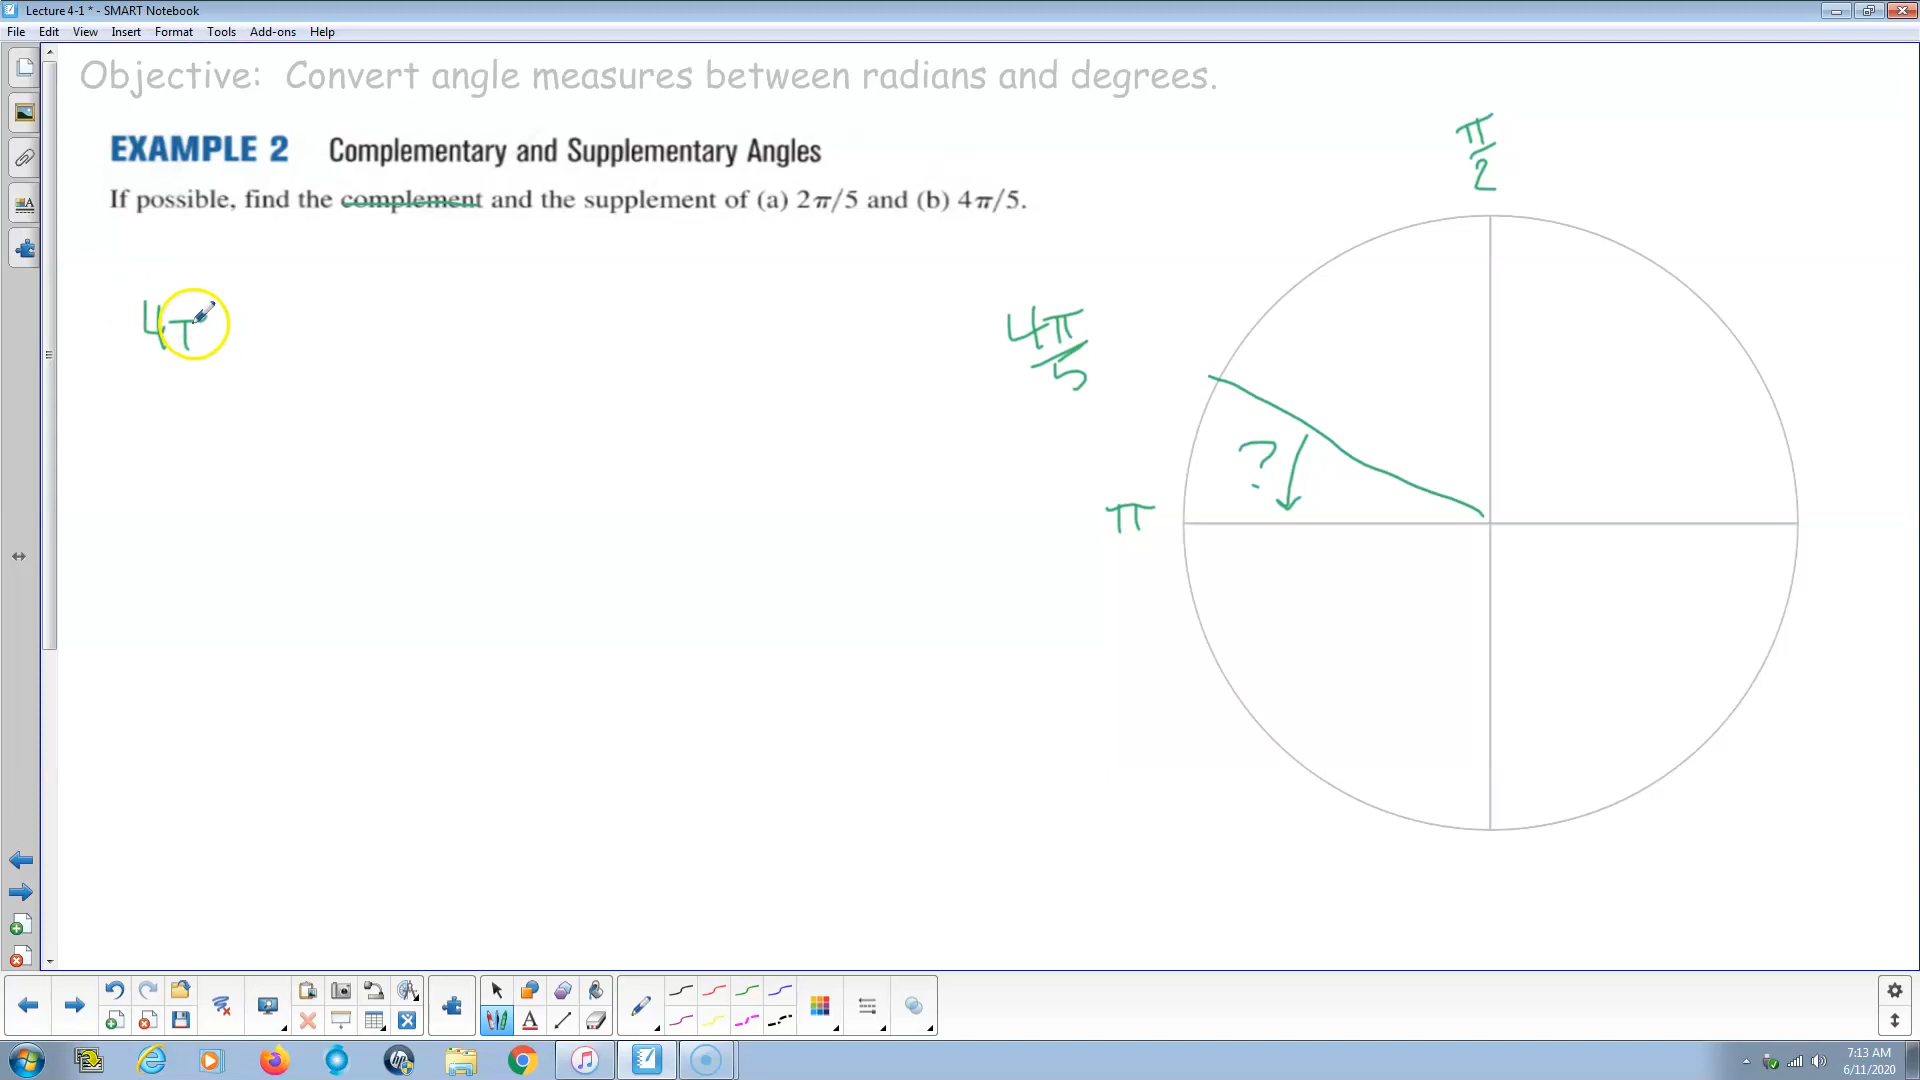 Lecture 4-1 * - SMART Notebook
File Edit View Insert Format Tools Add-ons Help
Objective: Convert angle measures between radians and degrees.
EXAMPLE 2 Complementary and Supplementary Angles
If possible, find the complement and the supplement of (a) 2π/5 and (b) 4π/5.
π
2
4π
4π
5
?
π
7:13 AM
6/11/2020